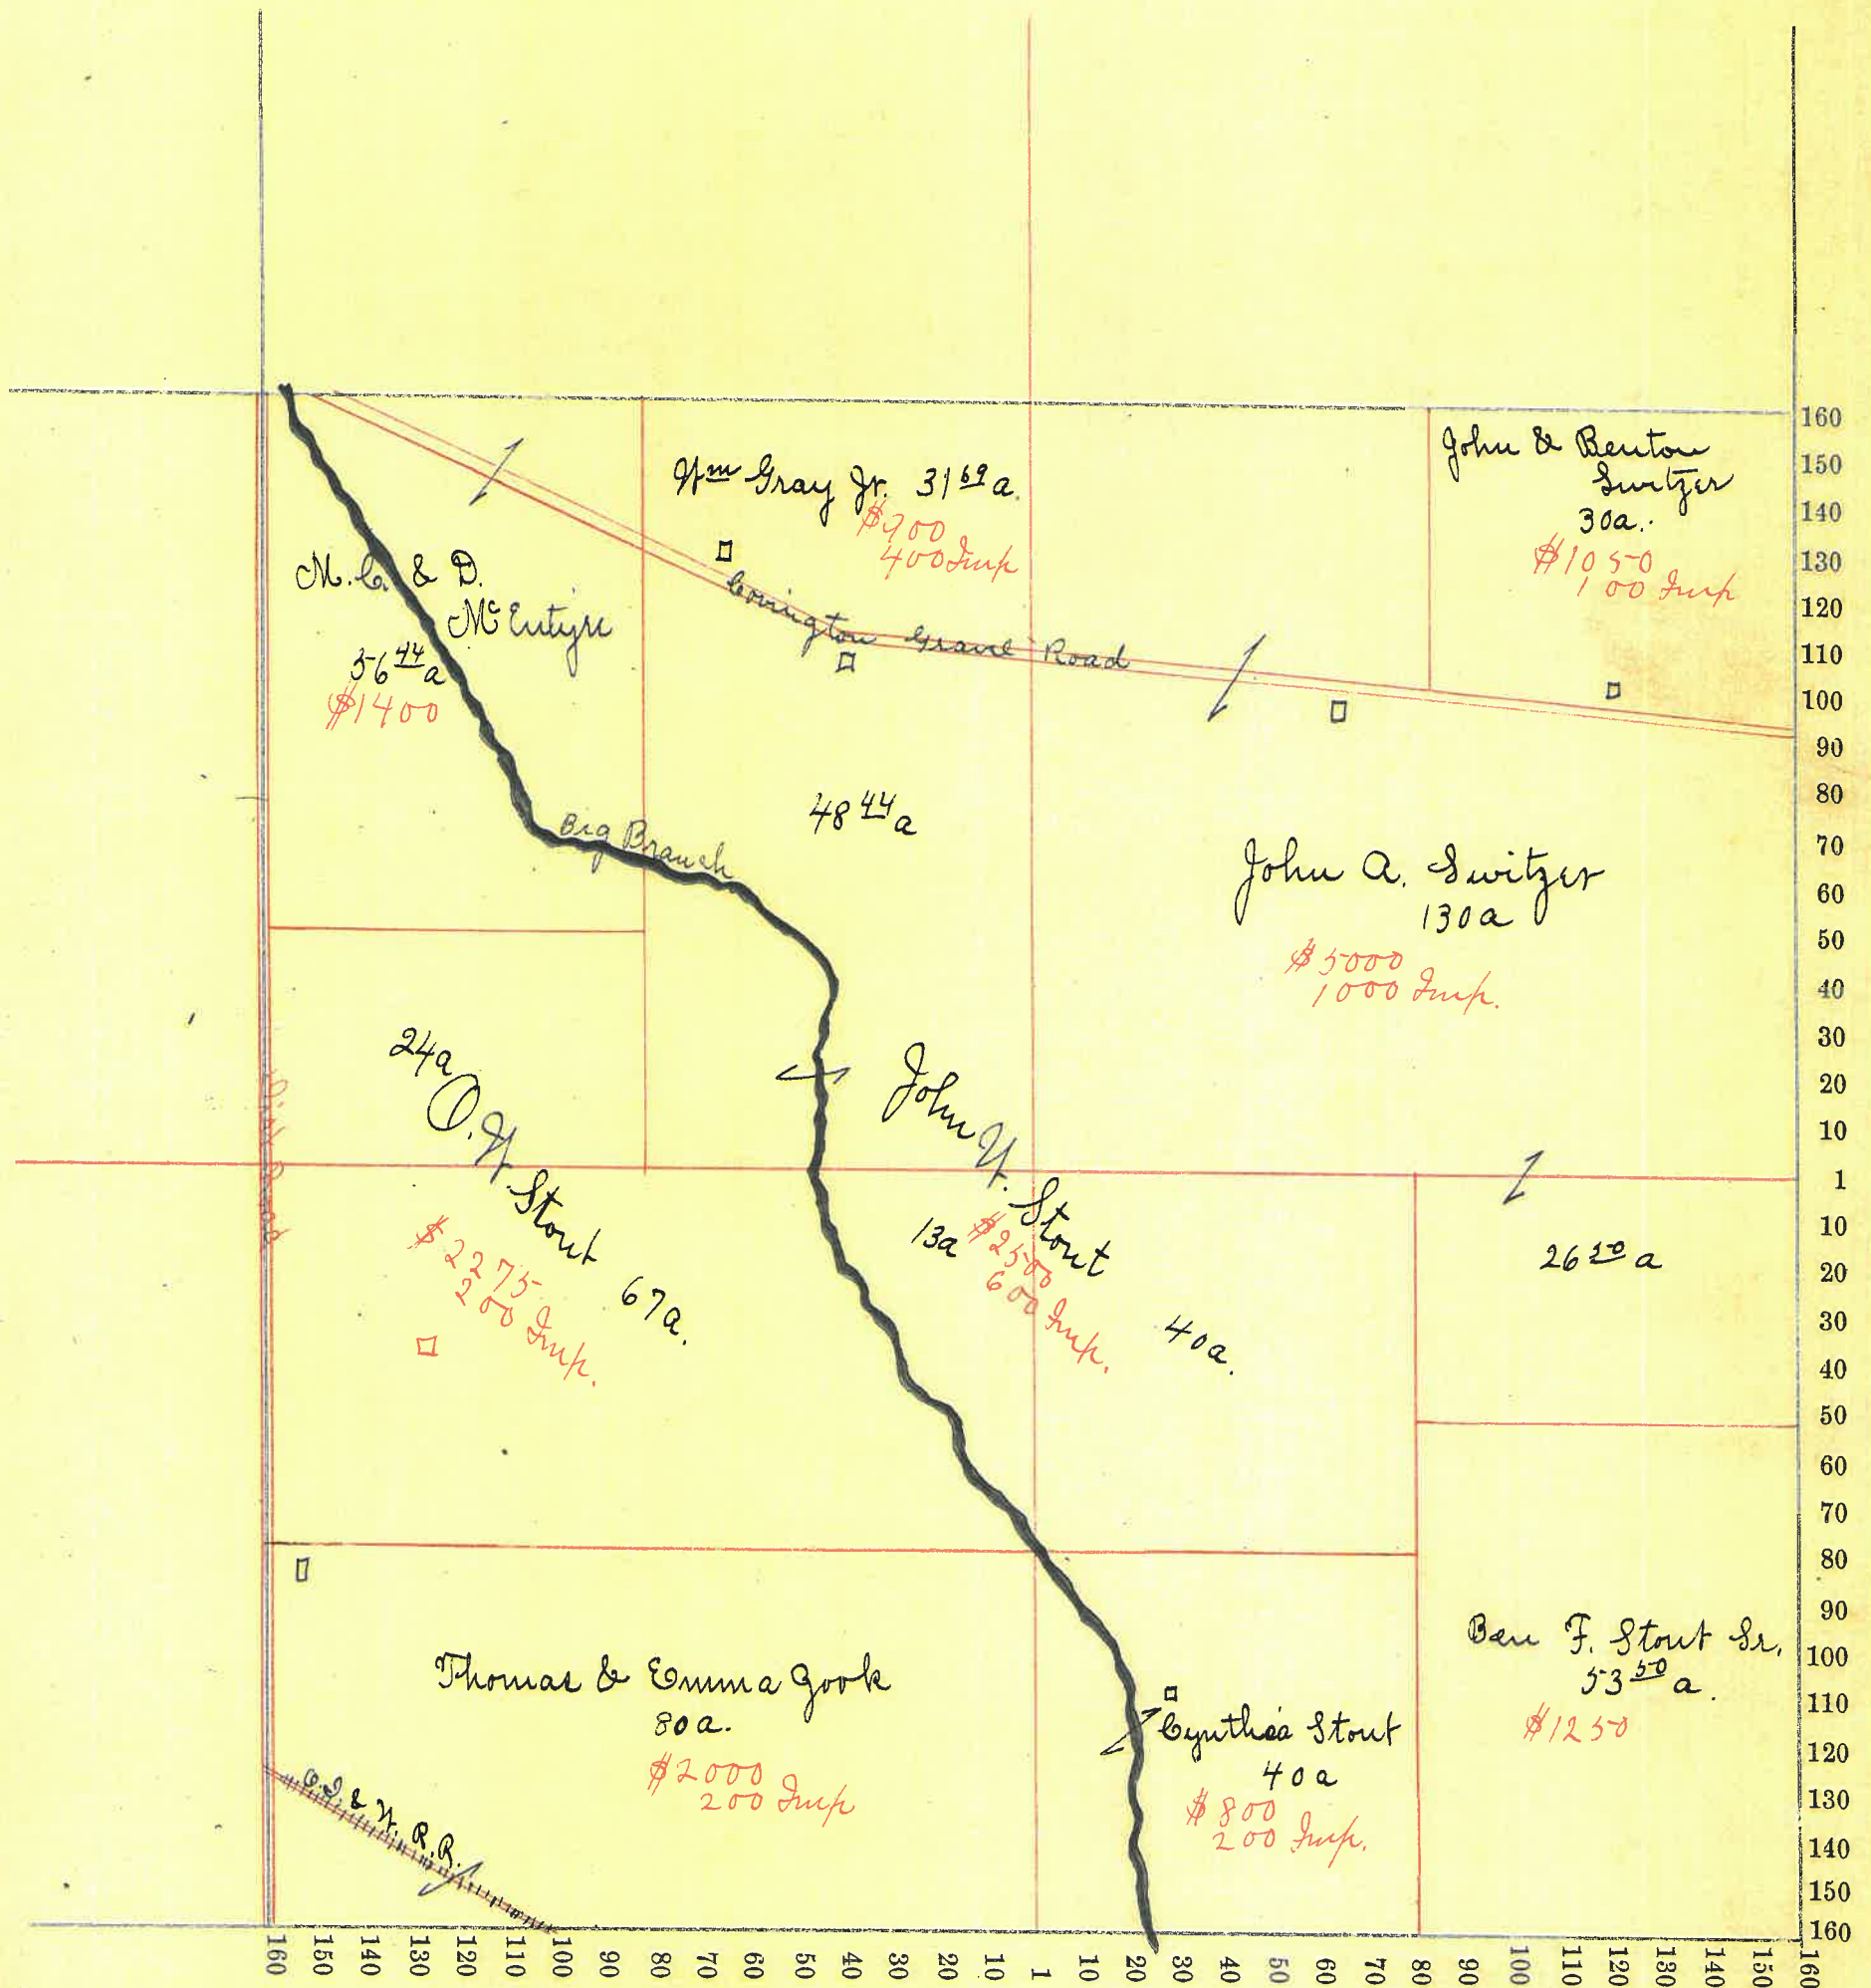 Wm Gray Jr. 31 69 a.
$900
400 Imp
John & Benton
Switzer
30a.
$1050
100 Imp
M.C. & D.
McEntyre
56 44 a
$1400
Covington Gravel Road
48 44 a
Big Branch
John A. Switzer
130a
$5000
1000 Imp.
24a
O. W. Stout 67a.
$2275
200 Imp.
John W. Stout
13a
$2500
600 Imp.
40a.
26 50 a
Thomas & Emma Gook
80a.
$2000
200 Imp
Cynthia Stout
40a
$800
200 Imp.
Ben F. Stout Sr.
53 50 a.
$1250
O.I. & W. R.R.
160
150
140
130
120
110
100
90
80
70
60
50
40
30
20
10
1
10
20
30
40
50
60
70
80
90
100
110
120
130
140
150
160
160 150 140 130 120 110 100 90 80 70 60 50 40 30 20 10 1 10 20 30 40 50 60 70 80 90 100 110 120 130 140 150 160